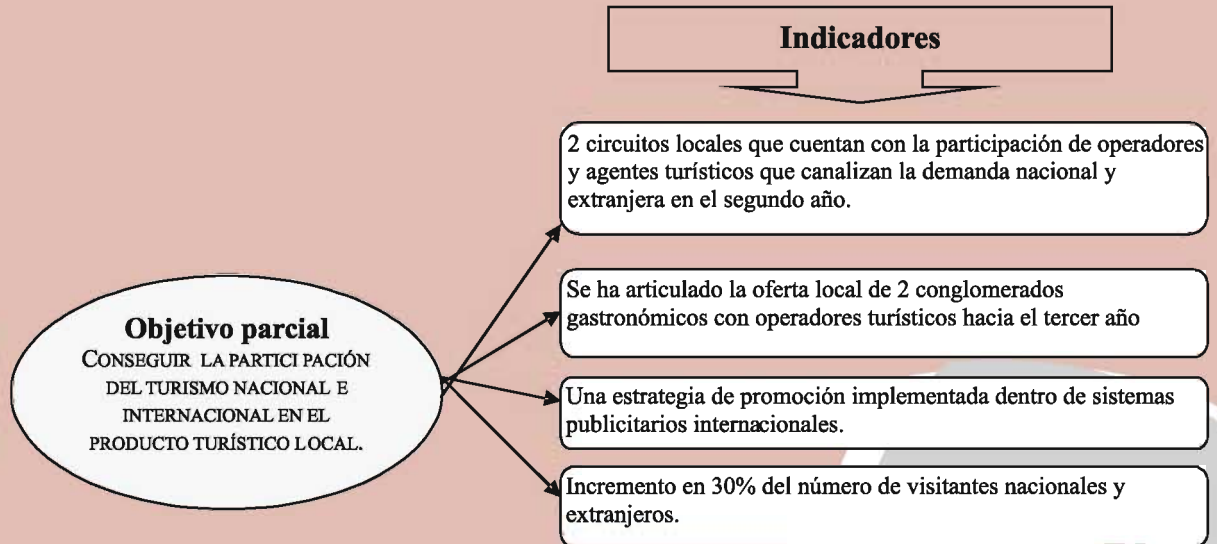 Indicadores
2 circuitos locales que cuentan con la participación de operadores
y agentes turísticos que canalizan la demanda nacional y
extranjera en el segundo año.
Se ha articulado la oferta local de 2 conglomerados
gastronómicos con operadores turísticos hacia el tercer año
Una estrategia de promoción implementada dentro de sistemas
publicitarios internacionales.
Incremento en 30% del número de visitantes nacionales y
extranjeros.
Objetivo parcial
CONSEGUIR LA PARTICI PACIÓN
DEL TURISMO NACIONAL E
INTERNACIONAL EN EL
PRODUCTO TURÍSTICO LOCAL.